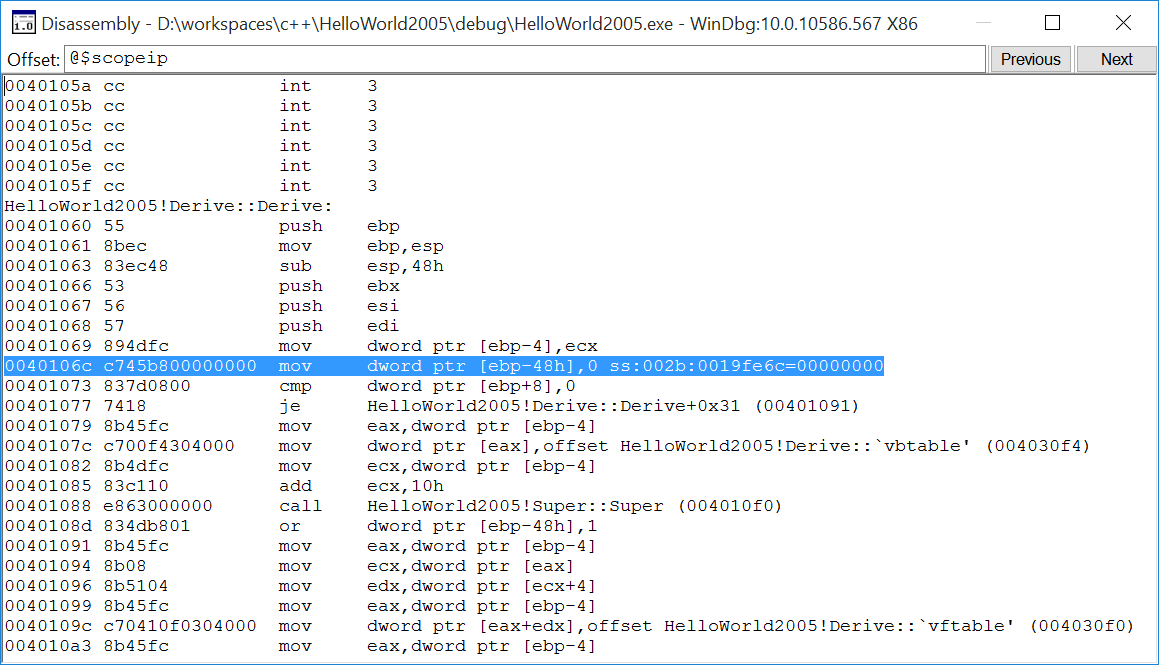 1.0 Disassembly - D:\workspaces\c++\HelloWorld2005\debug\HelloWorld2005.exe - WinDbg:10.0.10586.567 X86
Offset: @$scopeip Previous Next
0040105a cc int 3
0040105b cc int 3
0040105c cc int 3
0040105d cc int 3
0040105e cc int 3
0040105f cc int 3
HelloWorld2005!Derive::Derive:
00401060 55 push ebp
00401061 8bec mov ebp,esp
00401063 83ec48 sub esp,48h
00401066 53 push ebx
00401067 56 push esi
00401068 57 push edi
00401069 894dfc mov dword ptr [ebp-4],ecx
0040106c c745b800000000 mov dword ptr [ebp-48h],0 ss:002b:0019fe6c=00000000
00401073 837d0800 cmp dword ptr [ebp+8],0
00401077 7418 je HelloWorld2005!Derive::Derive+0x31 (00401091)
00401079 8b45fc mov eax,dword ptr [ebp-4]
0040107c c700f4304000 mov dword ptr [eax],offset HelloWorld2005!Derive::`vbtable' (004030f4)
00401082 8b4dfc mov ecx,dword ptr [ebp-4]
00401085 83c110 add ecx,10h
00401088 e863000000 call HelloWorld2005!Super::Super (004010f0)
0040108d 834db801 or dword ptr [ebp-48h],1
00401091 8b45fc mov eax,dword ptr [ebp-4]
00401094 8b08 mov ecx,dword ptr [eax]
00401096 8b5104 mov edx,dword ptr [ecx+4]
00401099 8b45fc mov eax,dword ptr [ebp-4]
0040109c c70410f0304000 mov dword ptr [eax+edx],offset HelloWorld2005!Derive::`vftable' (004030f0)
004010a3 8b45fc mov eax,dword ptr [ebp-4]